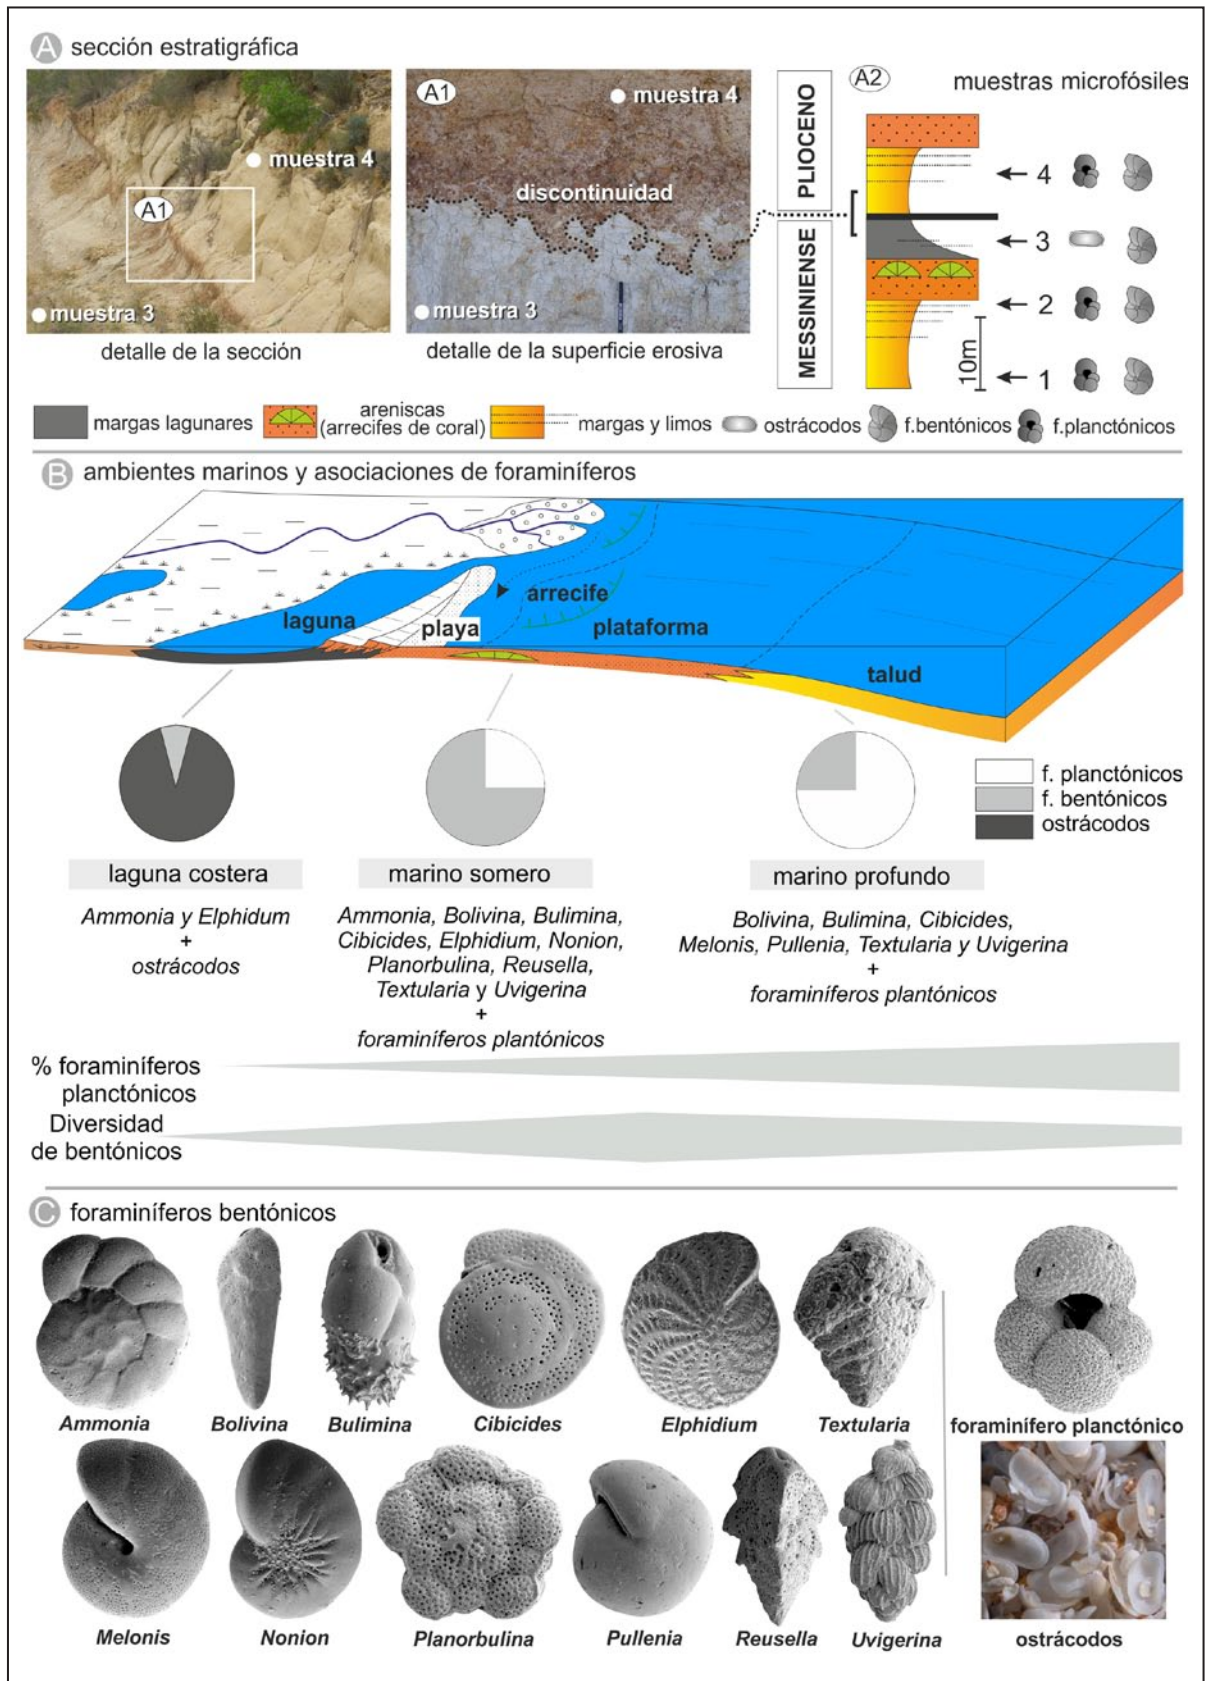 A sección estratigráfica
A1
muestra 4
muestra 3
detalle de la sección
A1
muestra 4
discontinuidad
muestra 3
detalle de la superficie erosiva
PLIOCENO
MESSINIENSE
A2
muestras microfósiles
4
3
2
1
10m
margas lagunares
areniscas
(arrecifes de coral)
margas y limos
ostrácodos
f.bentónicos
f.planctónicos
B ambientes marinos y asociaciones de foraminíferos
laguna
playa
arrecife
plataforma
talud
f. planctónicos
f. bentónicos
ostrácodos
laguna costera
Ammonia y Elphidum
+
ostrácodos
marino somero
Ammonia, Bolivina, Bulimina,
Cibicides, Elphidium, Nonion,
Planorbulina, Reusella,
Textularia y Uvigerina
+
foraminíferos plantónicos
marino profundo
Bolivina, Bulimina, Cibicides,
Melonis, Pullenia, Textularia y Uvigerina
+
foraminíferos plantónicos
% foraminíferos
planctónicos
Diversidad
de bentónicos
C foraminíferos bentónicos
Ammonia
Bolivina
Bulimina
Cibicides
Elphidium
Textularia
foraminífero planctónico
Melonis
Nonion
Planorbulina
Pullenia
Reusella
Uvigerina
ostrácodos